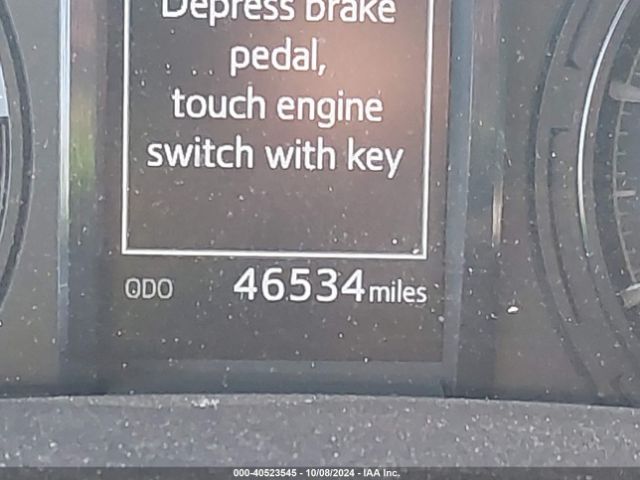 Depress brake
pedal,
touch engine
switch with key
ODO 46534 miles
000-40523545 - 10/08/2024 - IAA Inc.